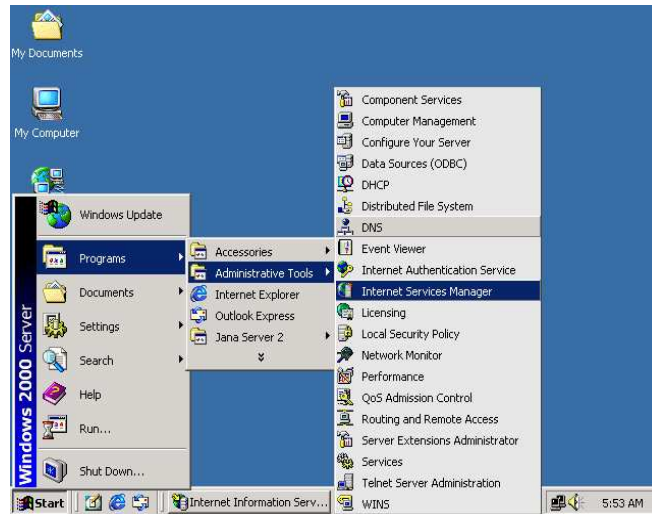 My Documents
My Computer
Windows 2000 Server
Windows Update
Programs
Documents
Settings
Search
Help
Run...
Shut Down...
Accessories
Administrative Tools
Internet Explorer
Outlook Express
Jana Server 2
Component Services
Computer Management
Configure Your Server
Data Sources (ODBC)
DHCP
Distributed File System
DNS
Event Viewer
Internet Authentication Service
Internet Services Manager
Licensing
Local Security Policy
Network Monitor
Performance
QoS Admission Control
Routing and Remote Access
Server Extensions Administrator
Services
Telnet Server Administration
WINS
Start
Internet Information Serv...
5:53 AM